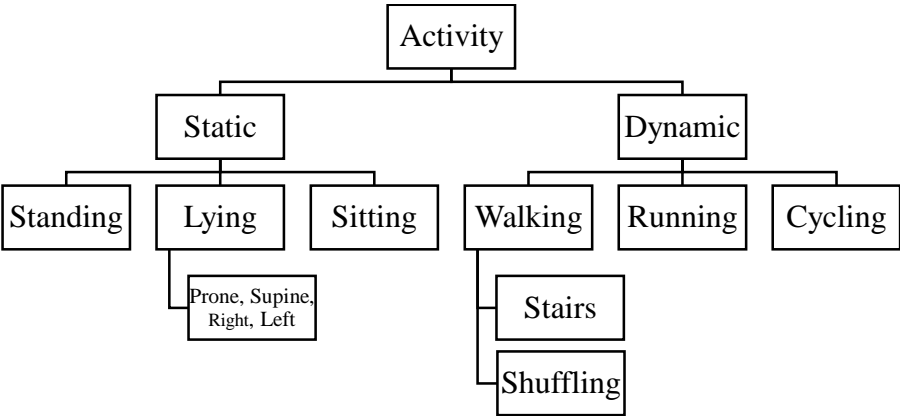 Activity
Static
Dynamic
Standing
Lying
Sitting
Walking
Running
Cycling
Prone, Supine,
Right, Left
Stairs
Shuffling